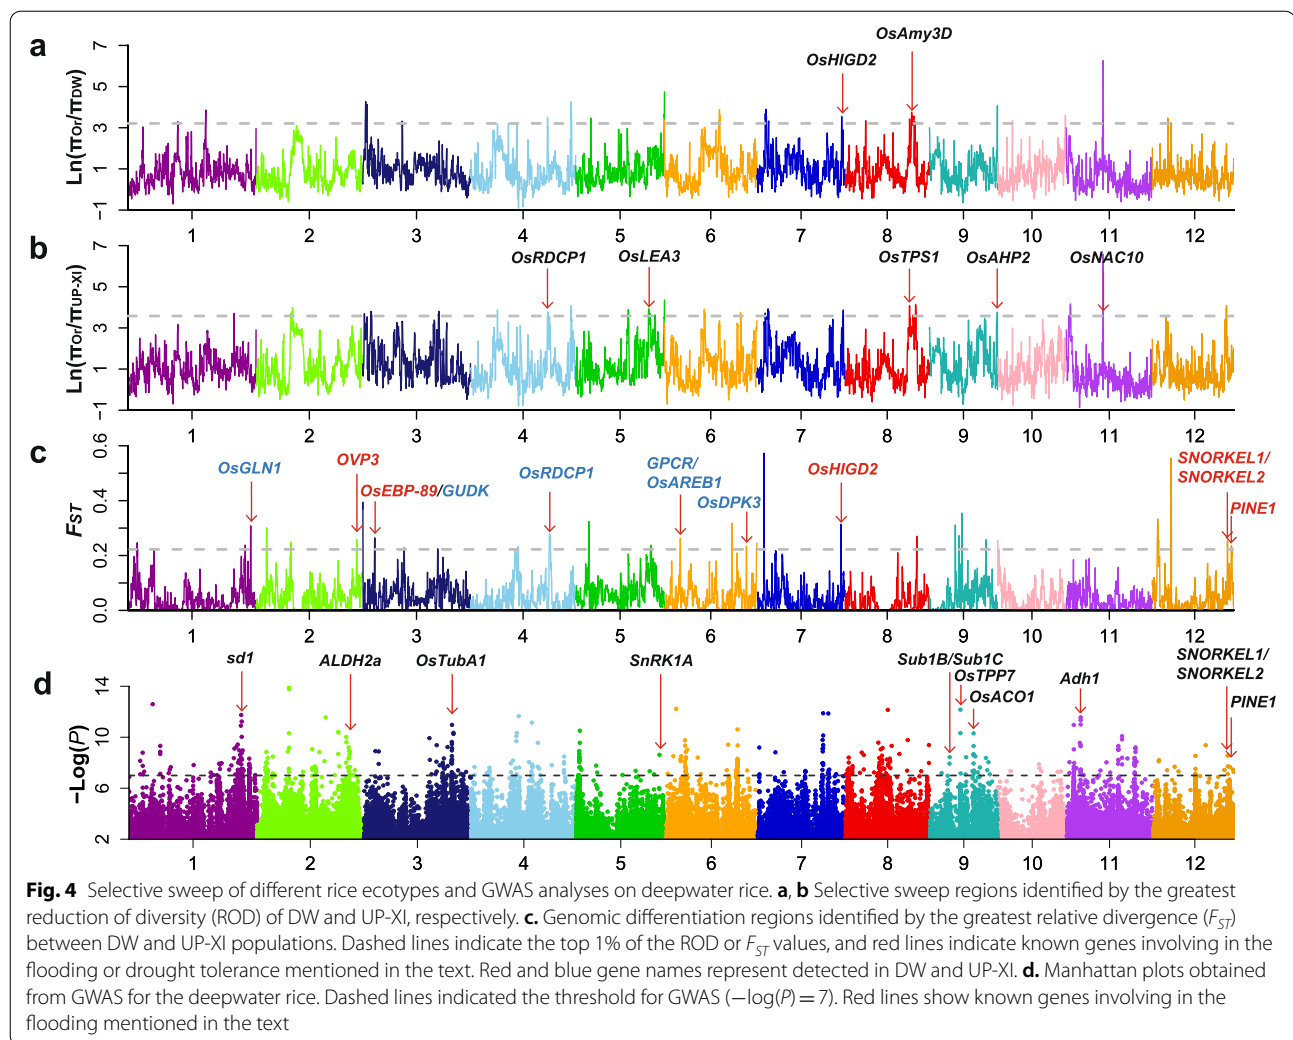 a
Ln(πOr/πDW)
7
5
3
1
−1
OsHIGD2
OsAmy3D
1 2 3 4 5 6 7 8 9 10 11 12
b
Ln(πOr/πUP-XI)
7
5
3
1
−1
OsRDCP1
OsLEA3
OsTPS1
OsAHP2
OsNAC10
1 2 3 4 5 6 7 8 9 10 11 12
c
FST
0.6
0.4
0.2
0.0
OsGLN1
OVP3
OsEBP-89/GUDK
OsRDCP1
GPCR/
OsAREB1
OsDPK3
OsHIGD2
SNORKEL1/
SNORKEL2
PINE1
1 2 3 4 5 6 7 8 9 10 11 12
d
−Log(P)
14
10
6
2
sd1
ALDH2a
OsTubA1
SnRK1A
Sub1B/Sub1C
OsTPP7
OsACO1
Adh1
SNORKEL1/
SNORKEL2
PINE1
1 2 3 4 5 6 7 8 9 10 11 12
Fig. 4 Selective sweep of different rice ecotypes and GWAS analyses on deepwater rice. a, b Selective sweep regions identified by the greatest
reduction of diversity (ROD) of DW and UP-XI, respectively. c. Genomic differentiation regions identified by the greatest relative divergence (FST)
between DW and UP-XI populations. Dashed lines indicate the top 1% of the ROD or FST values, and red lines indicate known genes involving in the
flooding or drought tolerance mentioned in the text. Red and blue gene names represent detected in DW and UP-XI. d. Manhattan plots obtained
from GWAS for the deepwater rice. Dashed lines indicated the threshold for GWAS (−log(P) = 7). Red lines show known genes involving in the
flooding mentioned in the text